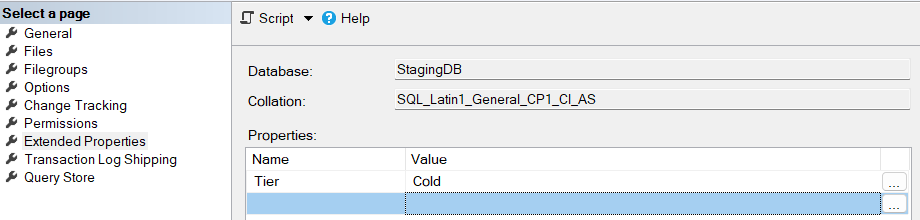 Select a page
General
Files
Filegroups
Options
Change Tracking
Permissions
Extended Properties
Transaction Log Shipping
Query Store
Script Help
Database: StagingDB
Collation: SQL_Latin1_General_CP1_CI_AS
Properties:
Name Value
Tier Cold ...
...